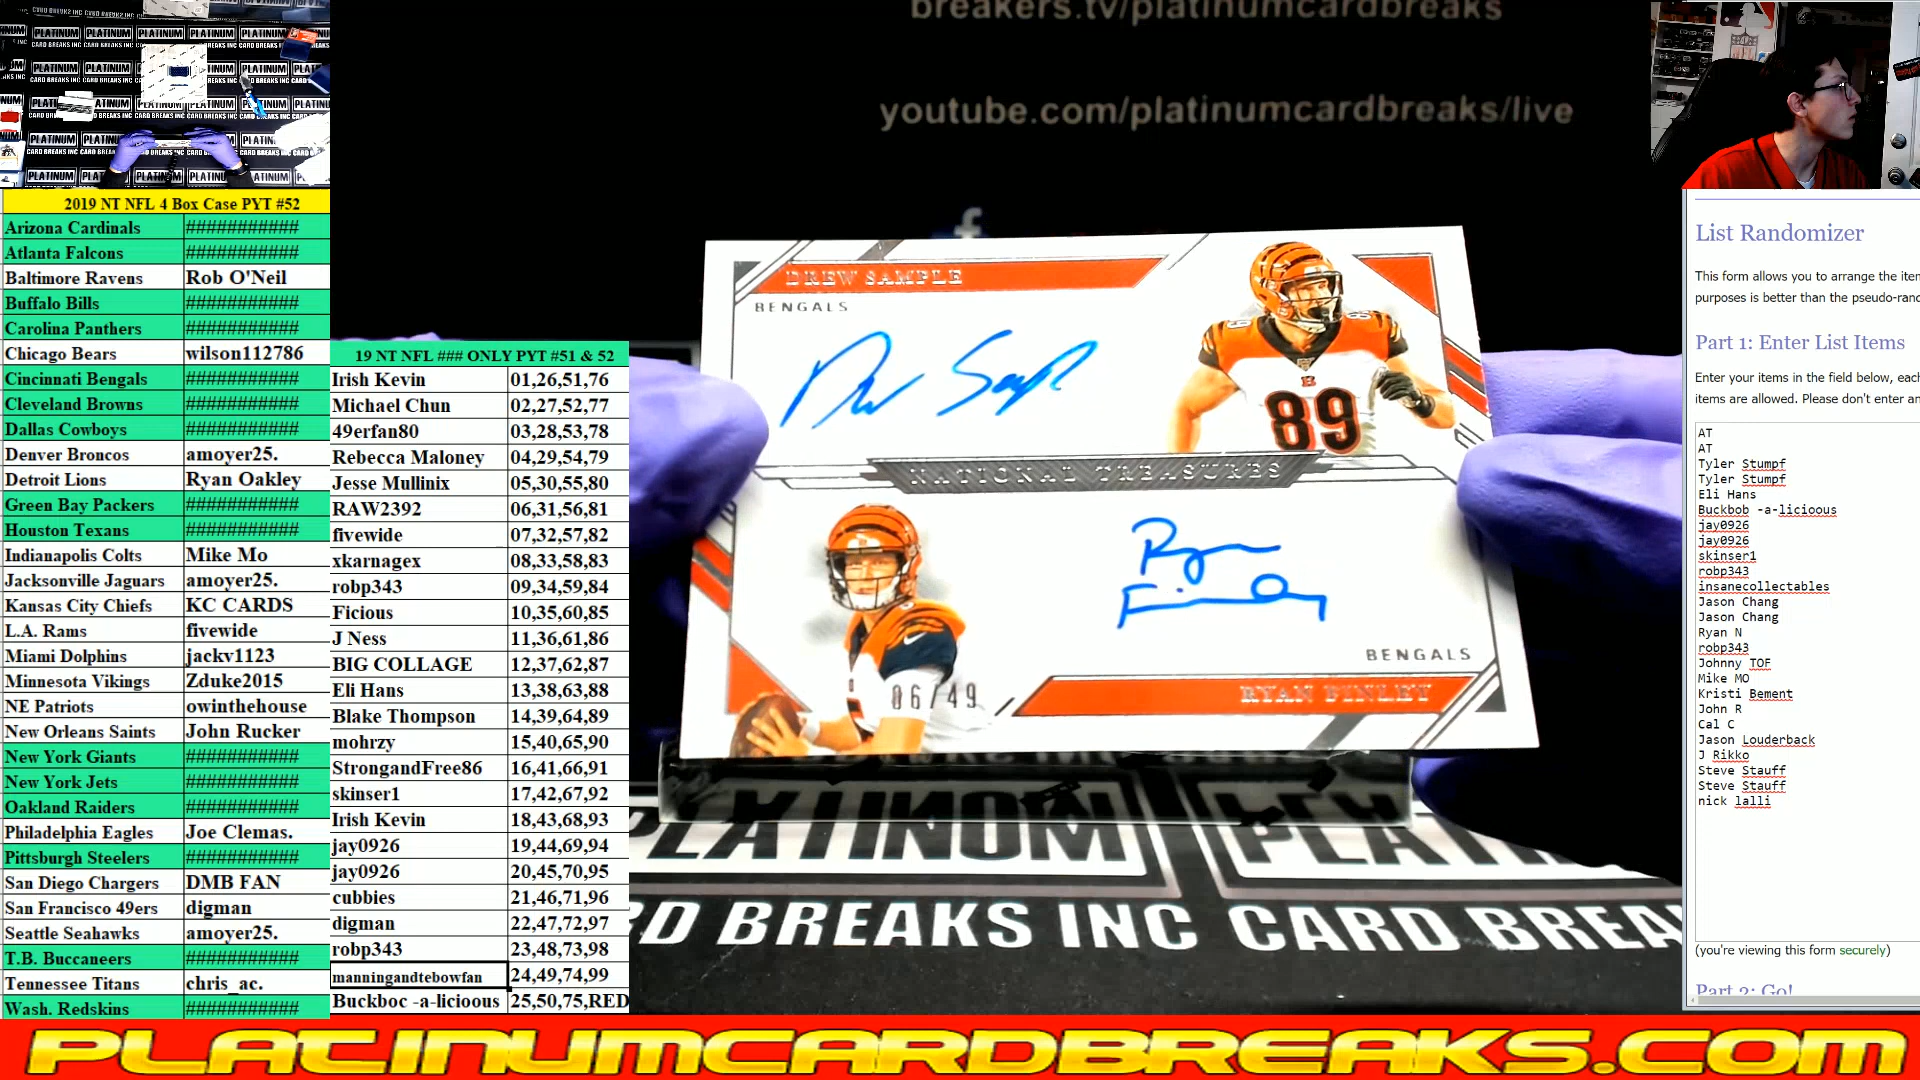 breakers.tv/platinumcardbreaks
youtube.com/platinumcardbreaks/live
2019 NT NFL 4 Box Case PYT #52
Arizona Cardinals ############
Atlanta Falcons ############
Baltimore Ravens Rob O'Neil
Buffalo Bills ############
Carolina Panthers ############
Chicago Bears wilson112786
Cincinnati Bengals ############
Cleveland Browns ############
Dallas Cowboys ############
Denver Broncos amoyer25.
Detroit Lions Ryan Oakley
Green Bay Packers ############
Houston Texans ############
Indianapolis Colts Mike Mo
Jacksonville Jaguars amoyer25.
Kansas City Chiefs KC CARDS
L.A. Rams fivewide
Miami Dolphins jackv1123
Minnesota Vikings Zduke2015
NE Patriots owinthehouse
New Orleans Saints John Rucker
New York Giants ############
New York Jets ############
Oakland Raiders ############
Philadelphia Eagles Joe Clemas.
Pittsburgh Steelers ############
San Diego Chargers DMB FAN
San Francisco 49ers digman
Seattle Seahawks amoyer25.
T.B. Buccaneers ############
Tennessee Titans chris_ac.
Wash. Redskins ############
19 NT NFL ### ONLY PYT #51 & 52
Irish Kevin 01,26,51,76
Michael Chun 02,27,52,77
49erfan80 03,28,53,78
Rebecca Maloney 04,29,54,79
Jesse Mullinix 05,30,55,80
RAW2392 06,31,56,81
fivewide 07,32,57,82
xkarnagex 08,33,58,83
robp343 09,34,59,84
Ficious 10,35,60,85
J Ness 11,36,61,86
BIG COLLAGE 12,37,62,87
Eli Hans 13,38,63,88
Blake Thompson 14,39,64,89
mohrzy 15,40,65,90
StrongandFree86 16,41,66,91
skinser1 17,42,67,92
Irish Kevin 18,43,68,93
jay0926 19,44,69,94
jay0926 20,45,70,95
cubbies 21,46,71,96
digman 22,47,72,97
robp343 23,48,73,98
manningandtebowfan 24,49,74,99
Buckboc -a-licioous 25,50,75,RED
DREW SAMPLE
BENGALS
89
89
NATIONAL TREASURES
Ryan
Finley
BENGALS
06/49
RYAN FINLEY
PLATINUM PLAT
D BREAKS INC CARD BREA
List Randomizer
This form allows you to arrange the iter
purposes is better than the pseudo-rand
Part 1: Enter List Items
Enter your items in the field below, each
items are allowed. Please don't enter an
AT
AT
Tyler Stumpf
Tyler Stumpf
Eli Hans
Buckbob -a-licioous
jay0926
jay0926
skinser1
robp343
insanecollectables
Jason Chang
Jason Chang
Ryan N
robp343
Johnny TOF
Mike MO
Kristi Bement
John R
Cal C
Jason Louderback
J Rikko
Steve Stauff
Steve Stauff
nick lalli
(you're viewing this form securely)
Part 2: Go!
PLATINUMCARDBREAKS.COM